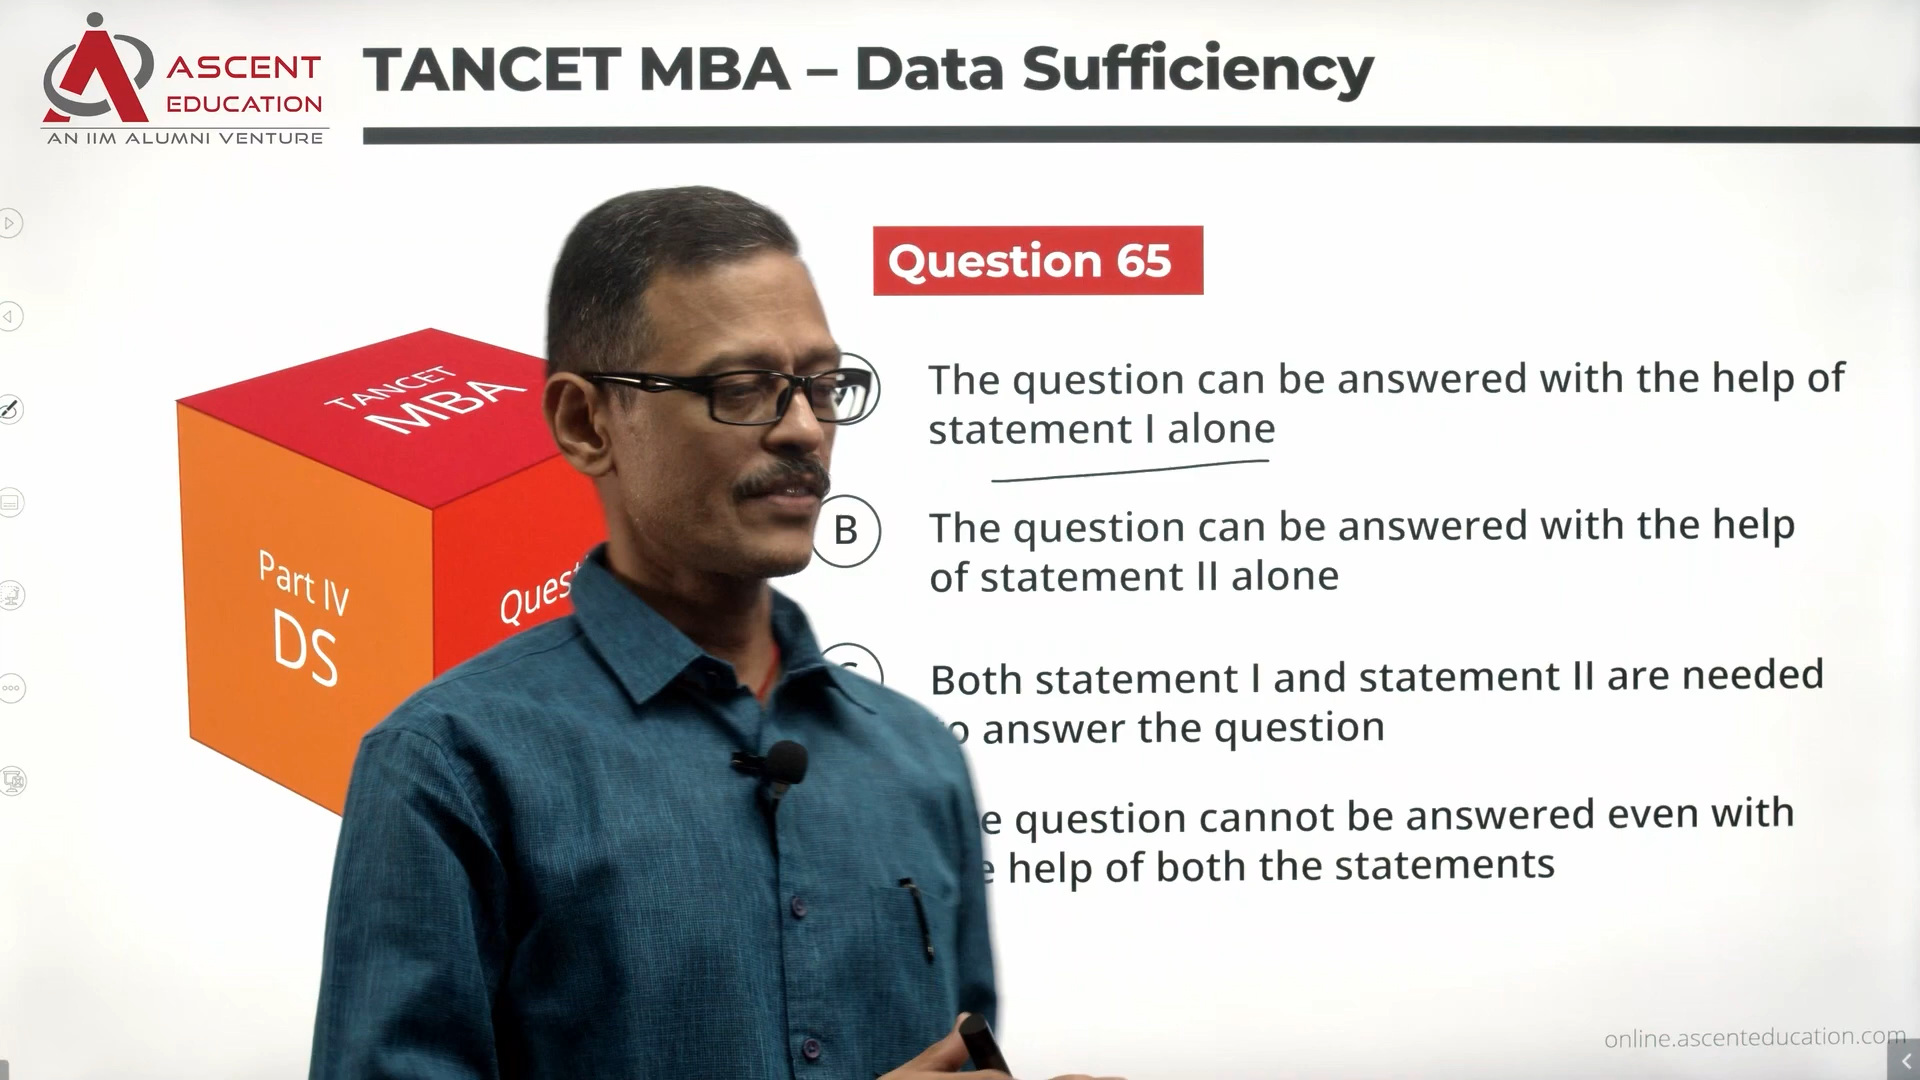 ASCENT
EDUCATION
AN IIM ALUMNI VENTURE
TANCET MBA – Data Sufficiency
Question 65
TANCET
MBA
Part IV
DS
The question can be answered with the help of
statement I alone
B
The question can be answered with the help
of statement II alone
Both statement I and statement II are needed
answer the question
question cannot be answered even with
help of both the statements
online.ascenteducation.com